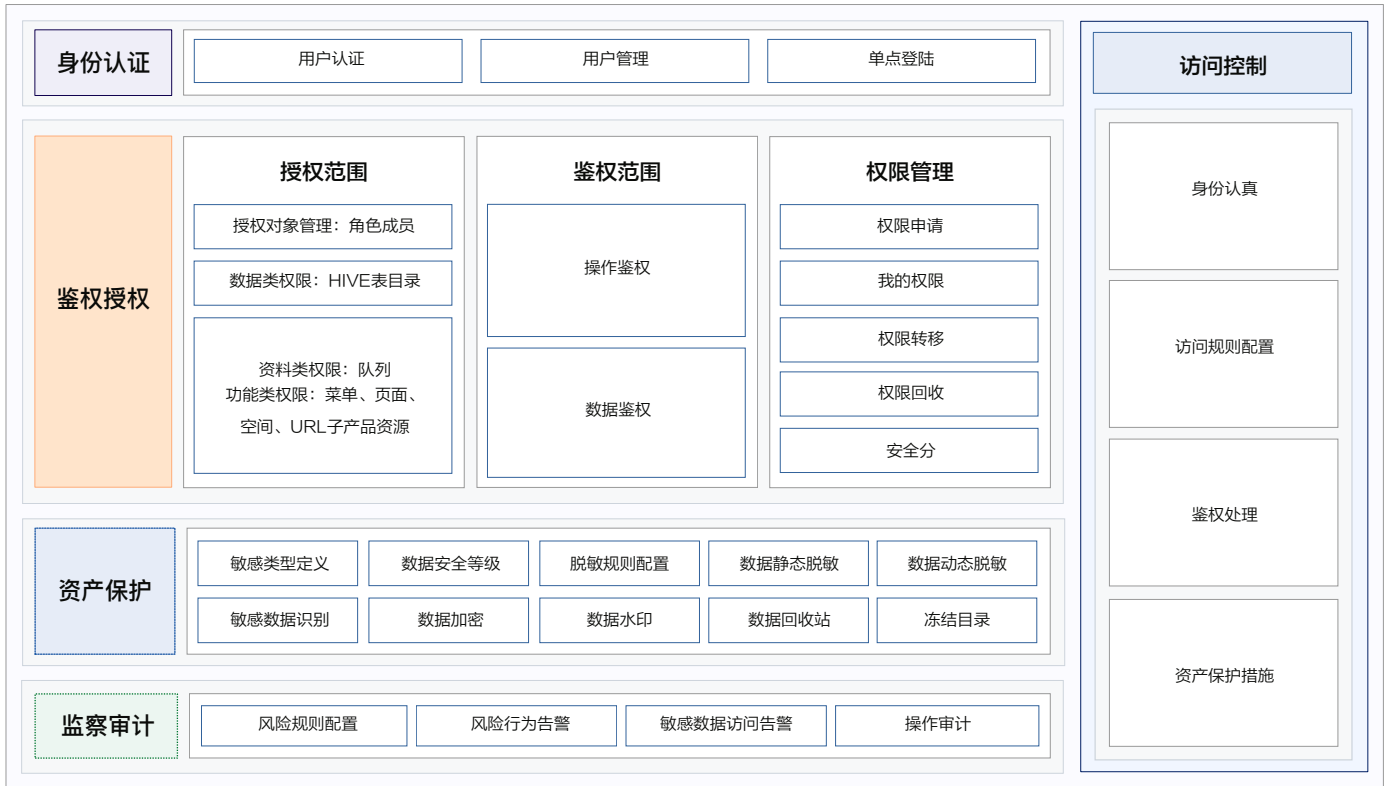 身份认证
用户认证
用户管理
单点登陆
鉴权授权
授权范围
授权对象管理：角色成员
数据类权限：HIVE表目录
资料类权限：队列
功能类权限：菜单、页面、
空间、URL子产品资源
鉴权范围
操作鉴权
数据鉴权
权限管理
权限申请
我的权限
权限转移
权限回收
安全分
资产保护
敏感类型定义
数据安全等级
脱敏规则配置
数据静态脱敏
数据动态脱敏
敏感数据识别
数据加密
数据水印
数据回收站
冻结目录
监察审计
风险规则配置
风险行为告警
敏感数据访问告警
操作审计
访问控制
身份认真
访问规则配置
鉴权处理
资产保护措施